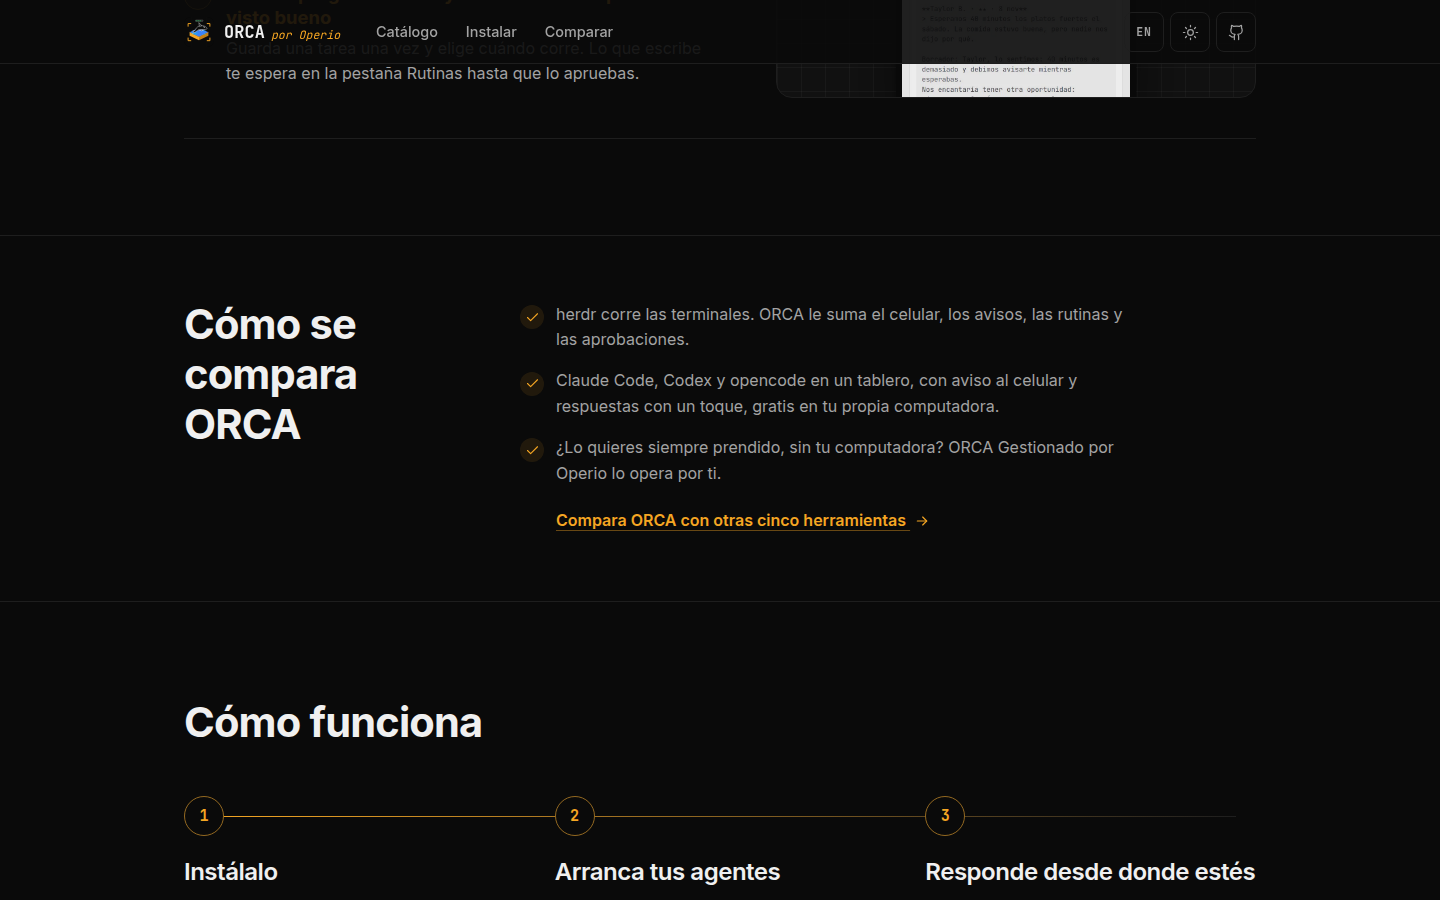 visto bueno
ORCA por Operio
Catálogo
Instalar
Comparar
EN
Guarda una tarea una vez y elige cuándo corre. Lo que escribe
te espera en la pestaña Rutinas hasta que lo apruebas.
demasiado y debimos avisarte mientras
esperabas.
Nos encantaria tener otra oportunidad:
Cómo se
compara
ORCA
herdr corre las terminales. ORCA le suma el celular, los avisos, las rutinas y
las aprobaciones.
Claude Code, Codex y opencode en un tablero, con aviso al celular y
respuestas con un toque, gratis en tu propia computadora.
¿Lo quieres siempre prendido, sin tu computadora? ORCA Gestionado por
Operio lo opera por ti.
Compara ORCA con otras cinco herramientas →
Cómo funciona
1
2
3
Instálalo
Arranca tus agentes
Responde desde donde estés